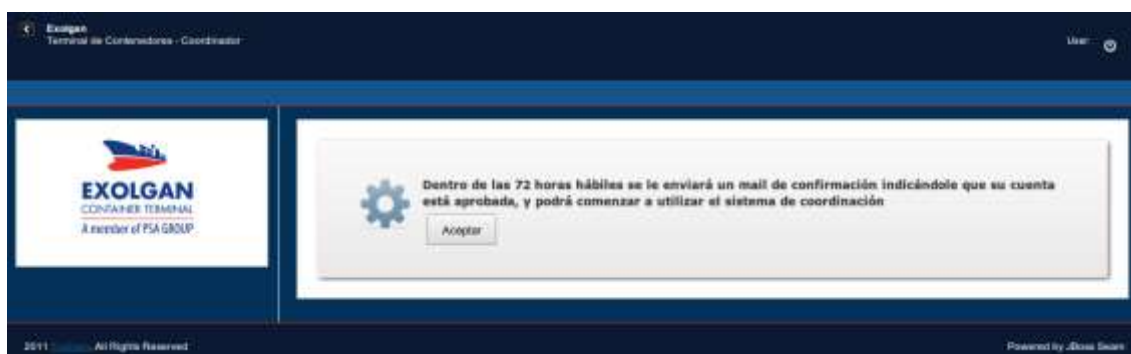 Exolgan
Terminal de Contenedores - Coordinador
User:
EXOLGAN
CONTAINER TERMINAL
A member of PSA GROUP
Dentro de las 72 horas hábiles se le enviará un mail de confirmación indicándole que su cuenta
está aprobada, y podrá comenzar a utilizar el sistema de coordinación
Aceptar
2011 All Rights Reserved
Powered by JBoss Seam